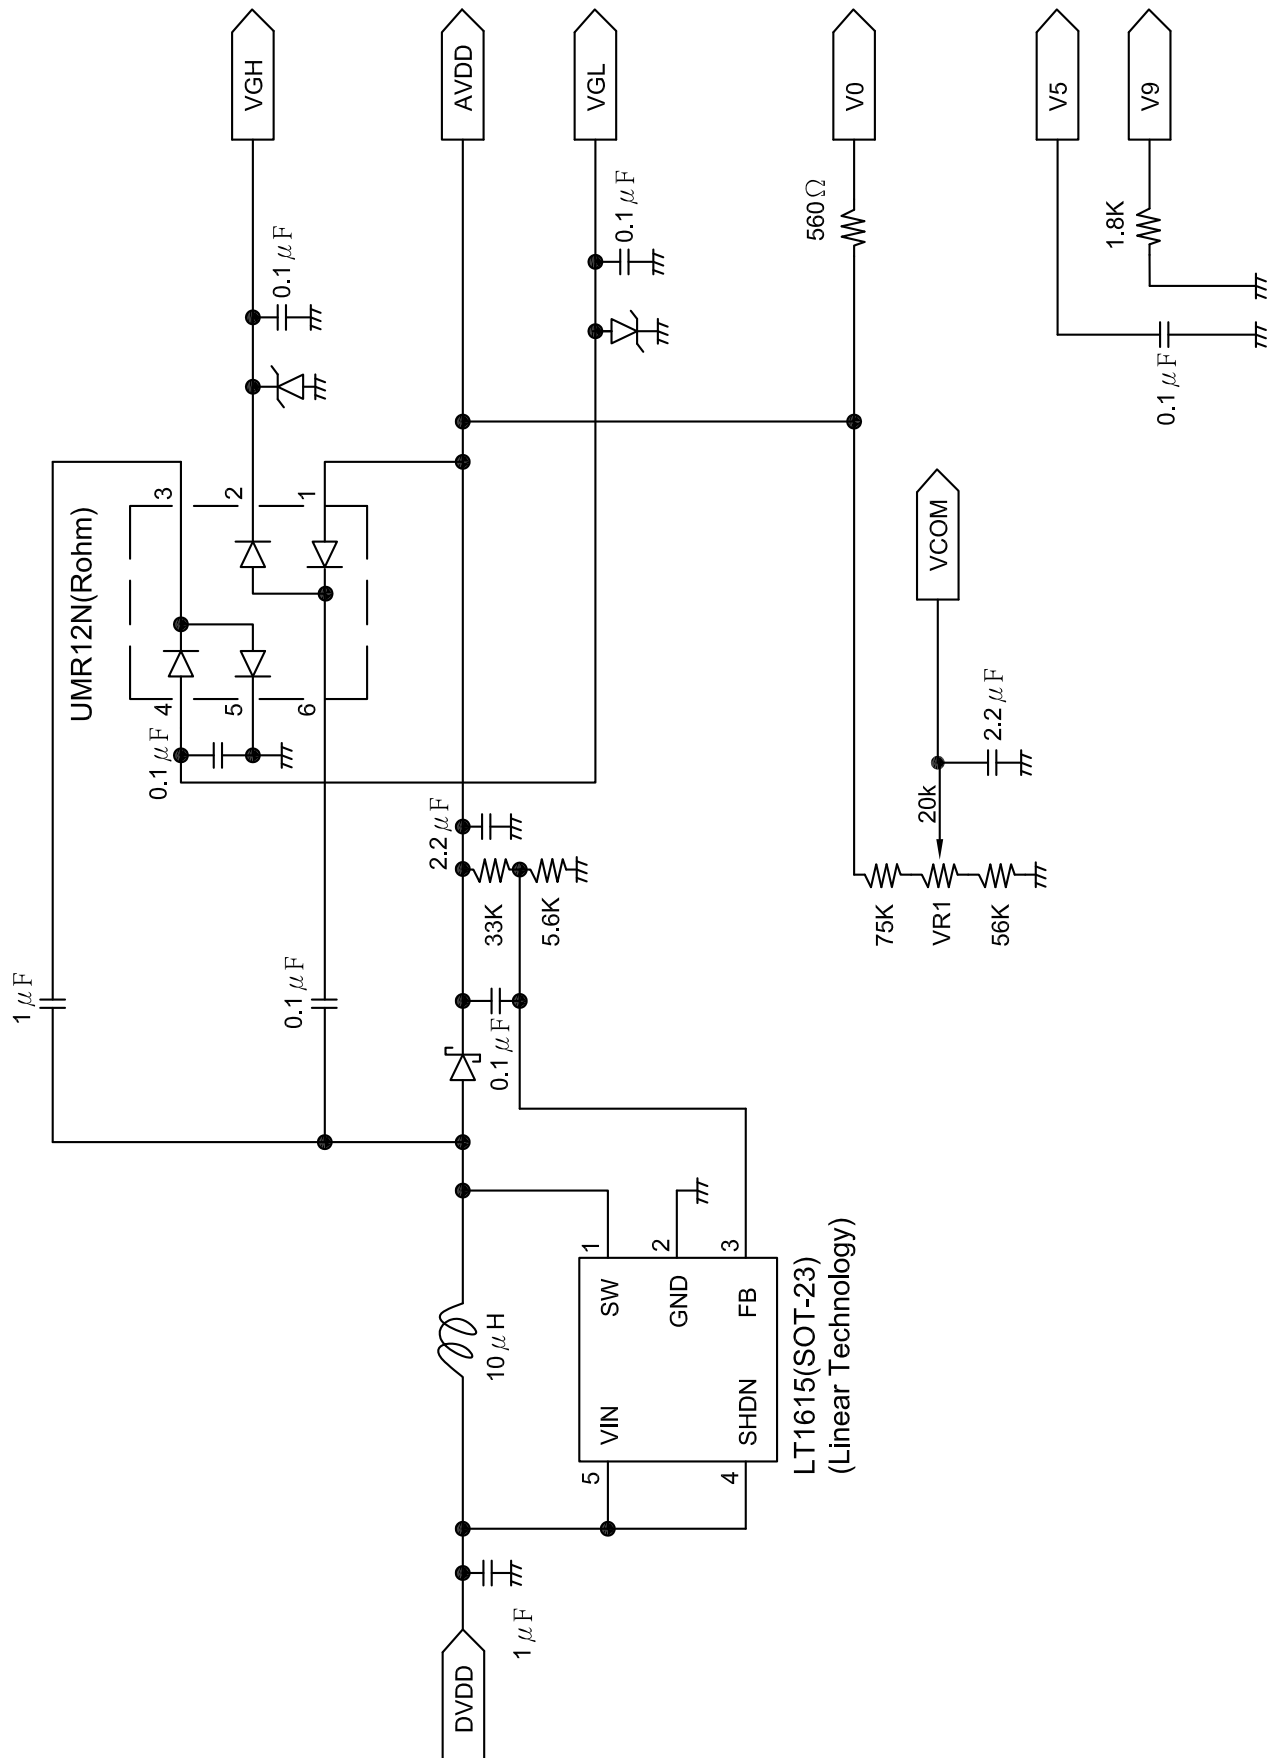 VGH
AVDD
VGL
V0
V5
V9
0.1μF
0.1μF
560Ω
1.8K
0.1μF
UMR12N(Rohm)
3
2
1
4
5
6
0.1μF
VCOM
2.2μF
20k
75K
VR1
56K
2.2μF
33K
5.6K
1μF
0.1μF
0.1μF
10μH
1
2
3
SW
GND
FB
VIN
SHDN
5
4
LT1615(SOT-23)
(Linear Technology)
1μF
DVDD